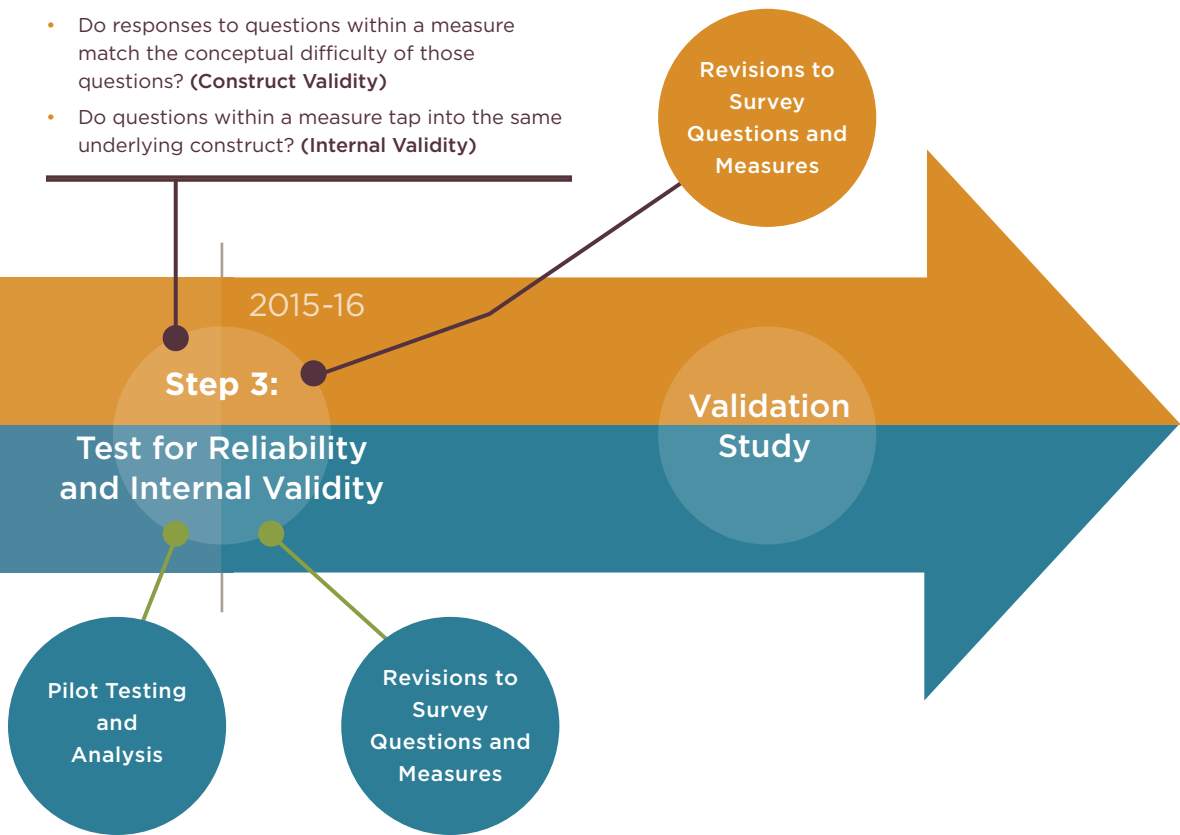 • Do responses to questions within a measure
match the conceptual difficulty of those
questions? (Construct Validity)
• Do questions within a measure tap into the same
underlying construct? (Internal Validity)
Revisions to
Survey
Questions and
Measures
2015-16
Step 3:
Test for Reliability
and Internal Validity
Validation
Study
Pilot Testing
and
Analysis
Revisions to
Survey
Questions and
Measures